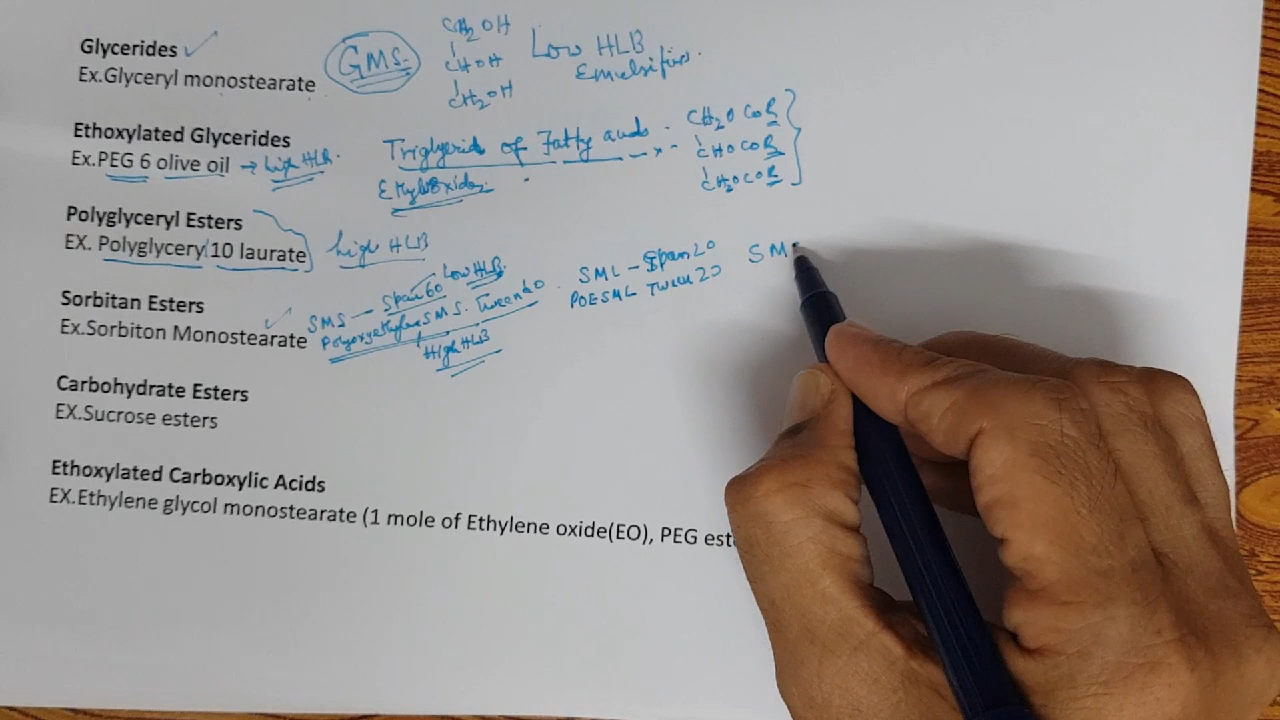 Glycerides
Ex.Glyceryl monostearate
GMS.
CH2OH
CHOH
CH2OH
Low HLB
Emulsifirs.
Ethoxylated Glycerides
Ex.PEG 6 olive oil → high HLB.
Triglycerids of Fatty acids.
Ethyl Oxide.
CH2OCOR
CHOCOR
CH2OCOR
Polyglyceryl Esters
EX. Polyglycery 10 laurate
high HLB
Sorbitan Esters
Ex.Sorbiton Monostearate
SMS — Span 60 Low HLB.
Polyoxyethylene SMS. Tween 60
High HLB
SML — Span 20
POESML Tween 20
SM
Carbohydrate Esters
EX.Sucrose esters
Ethoxylated Carboxylic Acids
EX.Ethylene glycol monostearate (1 mole of Ethylene oxide(EO), PEG est